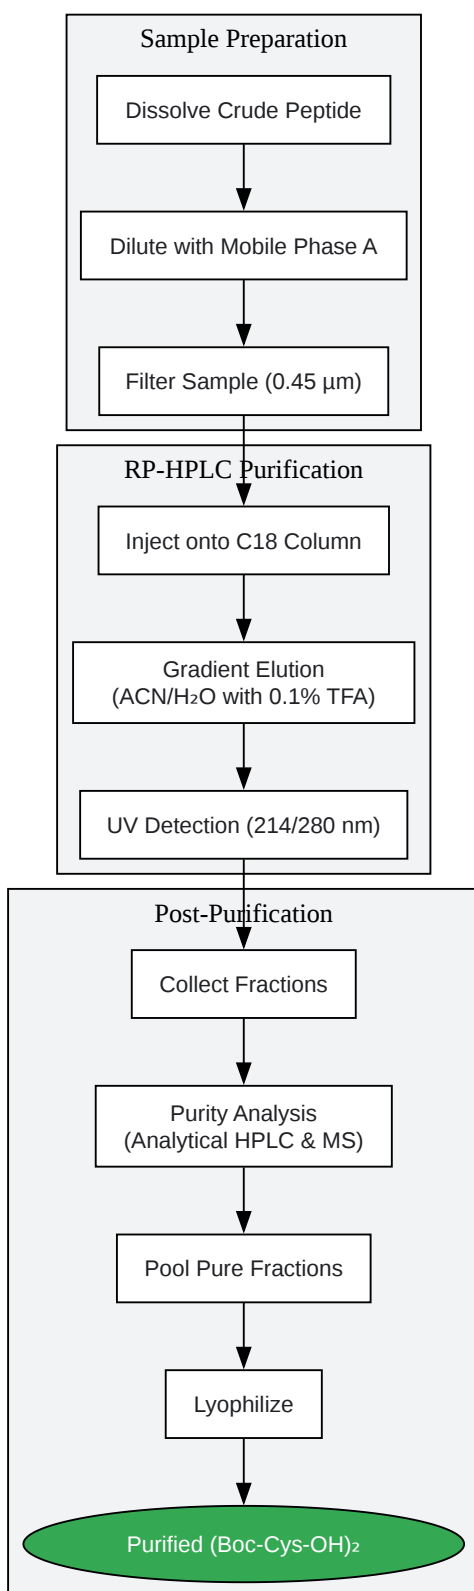 Sample Preparation
Dissolve Crude Peptide
Dilute with Mobile Phase A
Filter Sample (0.45 µm)
RP-HPLC Purification
Inject onto C18 Column
Gradient Elution
(ACN/H₂O with 0.1% TFA)
UV Detection (214/280 nm)
Post-Purification
Collect Fractions
Purity Analysis
(Analytical HPLC & MS)
Pool Pure Fractions
Lyophilize
Purified (Boc-Cys-OH)₂